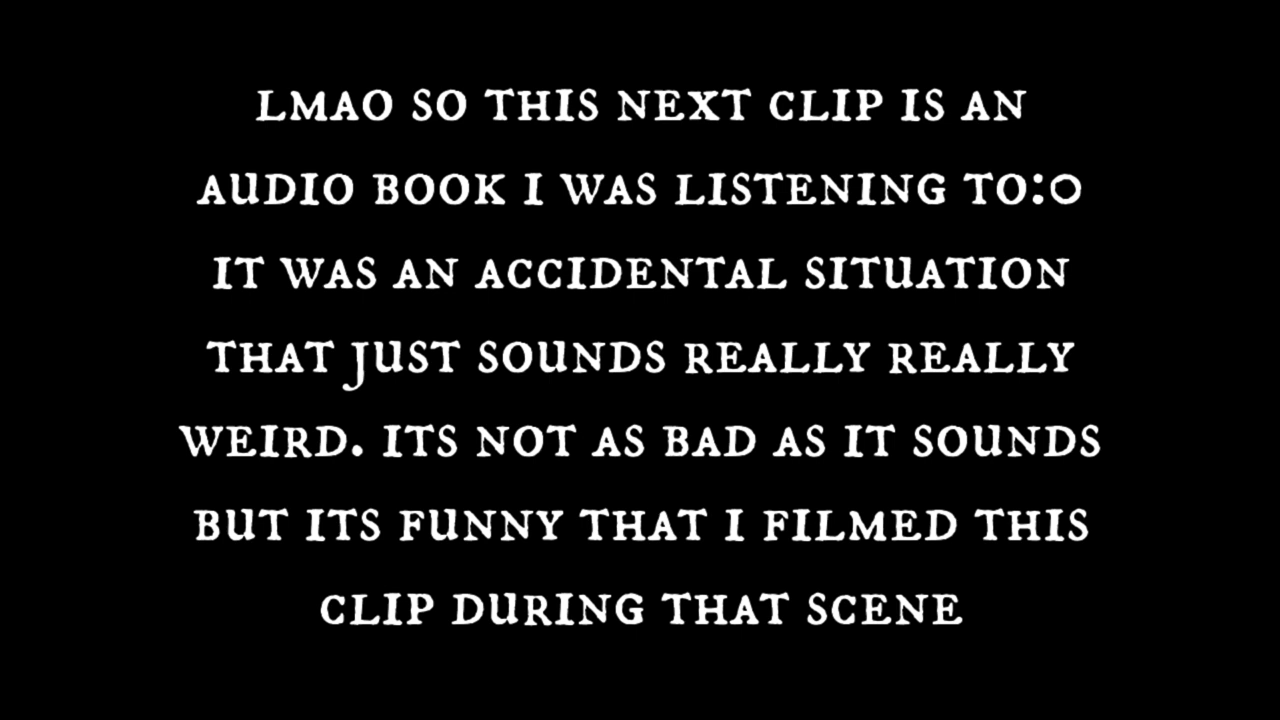 LMAO SO THIS NEXT CLIP IS AN
AUDIO BOOK I WAS LISTENING TO:O
IT WAS AN ACCIDENTAL SITUATION
THAT JUST SOUNDS REALLY REALLY
WEIRD. ITS NOT AS BAD AS IT SOUNDS
BUT ITS FUNNY THAT I FILMED THIS
CLIP DURING THAT SCENE